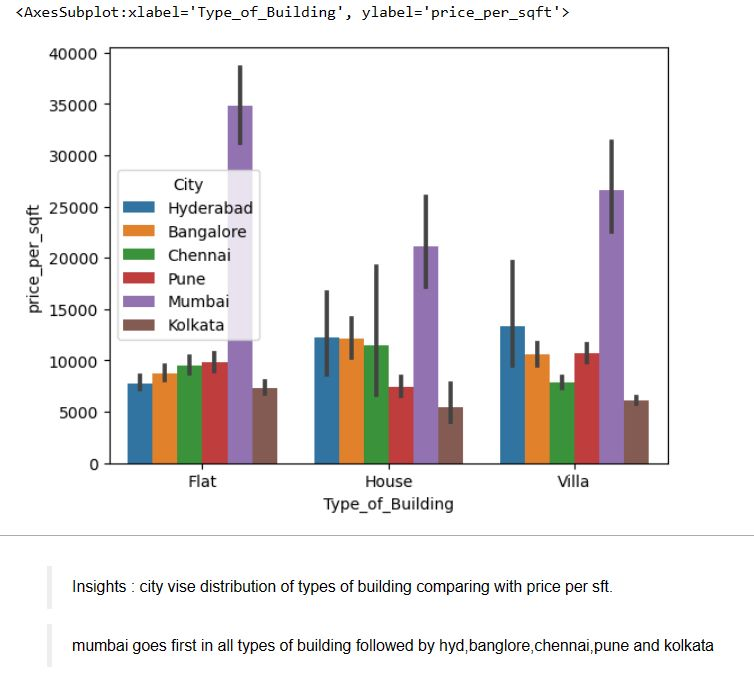 <AxesSubplot:xlabel='Type_of_Building', ylabel='price_per_sqft'>
40000
35000
30000
25000
20000
15000
10000
5000
0
price_per_sqft
City
Hyderabad
Bangalore
Chennai
Pune
Mumbai
Kolkata
Flat House Villa
Type_of_Building
Insights : city vise distribution of types of building comparing with price per sft.
mumbai goes first in all types of building followed by hyd,banglore,chennai,pune and kolkata